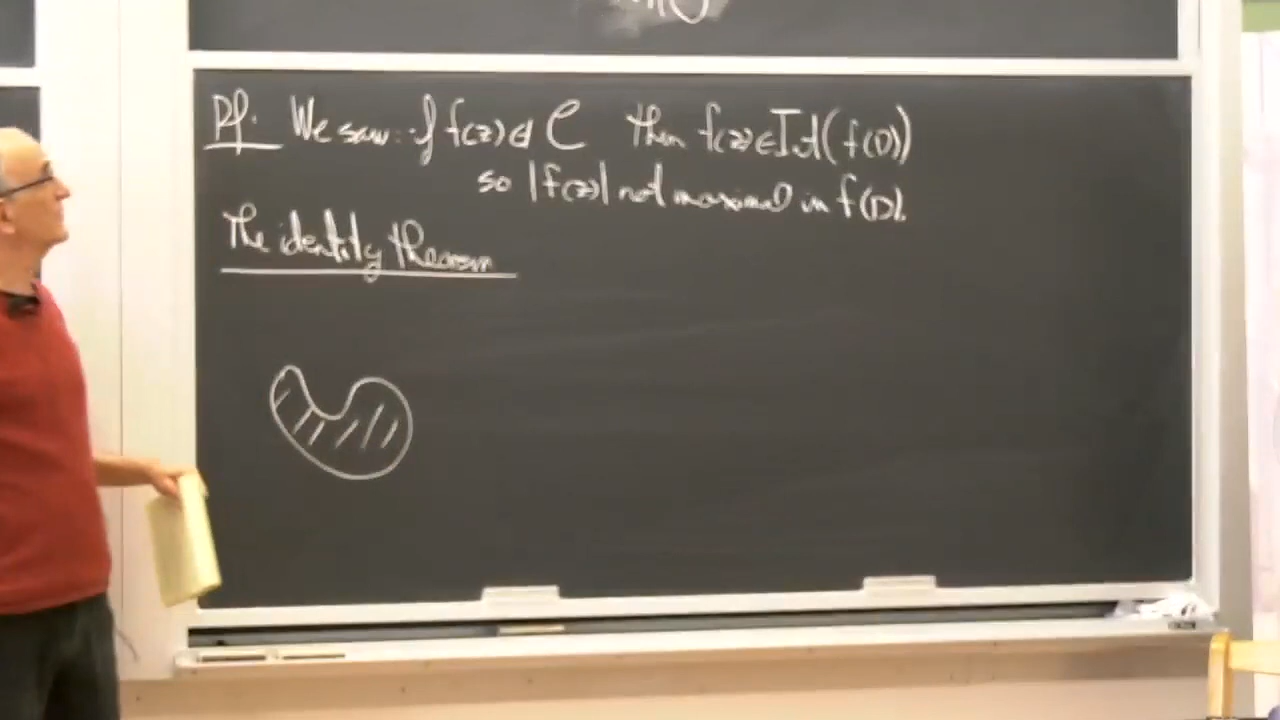 Pf. We saw: if f(z) ∉ C then f(z) ∈ Int(f(D))
so |f(z)| not maximal in f(D).
The identity theorem